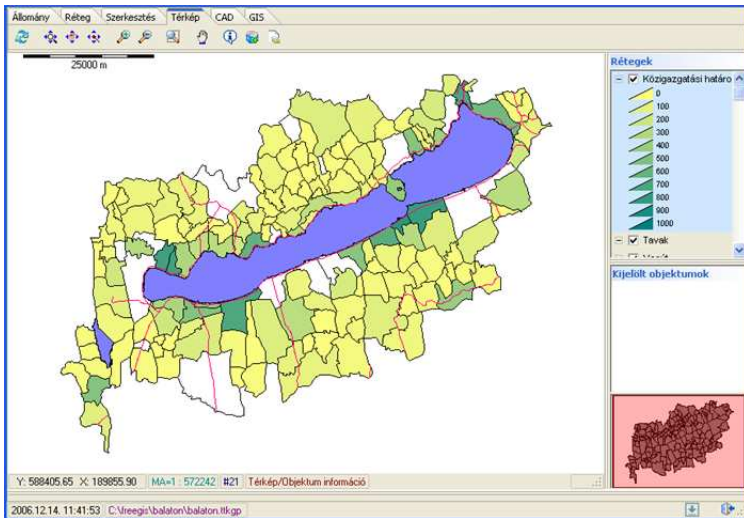 Állomány Réteg Szerkesztés Térkép CAD GIS
25000 m
Rétegek
Közigazgatási határo
0
100
200
300
400
500
600
700
800
900
1000
Tavak
Kijelölt objektumok
Y: 588405.65 X: 189855.90 MA=1 : 572242 #21 Térkép/Objektum információ
2006.12.14. 11:41:53 C:\freegis\balaton\balaton.ttkgp